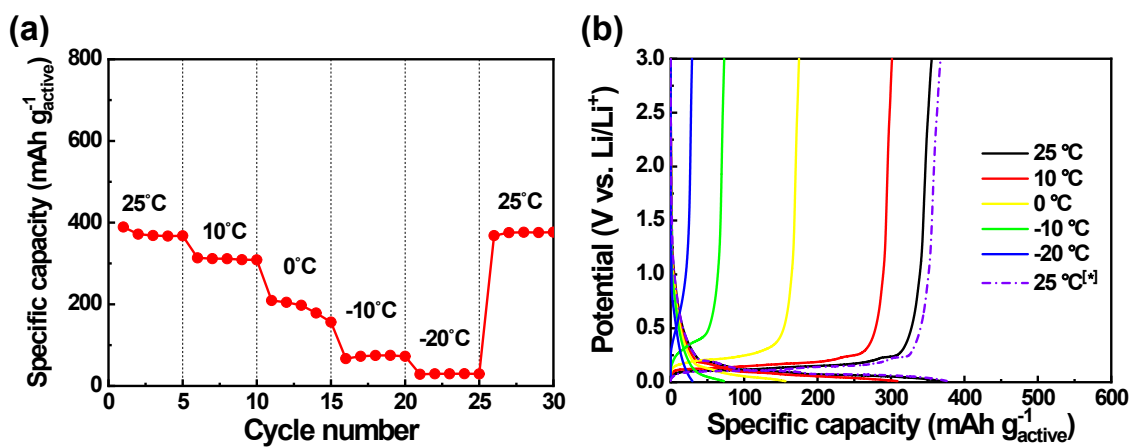 (a)
Specific capacity (mAh g⁻¹active)
800
600
400
200
0
25°C
10°C
0°C
-10°C
-20°C
25°C
0 5 10 15 20 25 30
Cycle number
(b)
Potential (V vs. Li/Li⁺)
3.0
2.5
2.0
1.5
1.0
0.5
0.0
25 °C
10 °C
0 °C
-10 °C
-20 °C
25 °C[*]
0 100 200 300 400 500 600
Specific capacity (mAh g⁻¹active)